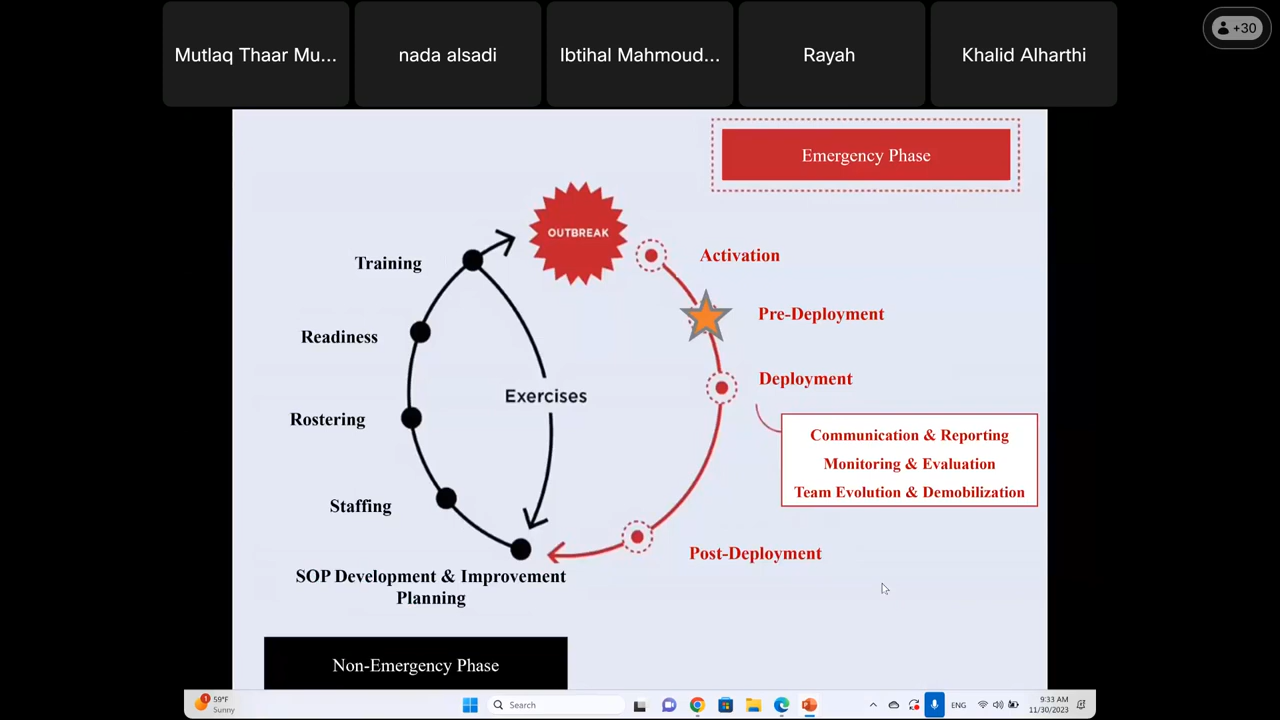 Mutlaq Thaar Mu...
nada alsadi
Ibtihal Mahmoud...
Rayah
Khalid Alharthi
+30
Emergency Phase
OUTBREAK
Training
Activation
Pre-Deployment
Readiness
Deployment
Exercises
Rostering
Communication & Reporting
Monitoring & Evaluation
Team Evolution & Demobilization
Staffing
Post-Deployment
SOP Development & Improvement
Planning
Non-Emergency Phase
1
59°F
Sunny
Search
ENG
9:33 AM
11/30/2023